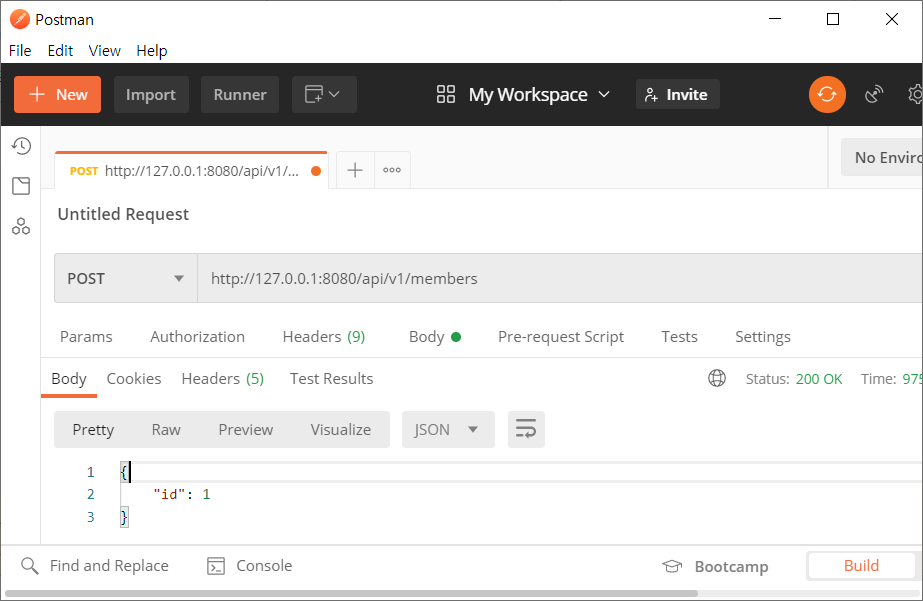 Postman
File Edit View Help
New Import Runner My Workspace Invite
POST http://127.0.0.1:8080/api/v1/... No Enviro
Untitled Request
POST http://127.0.0.1:8080/api/v1/members
Params Authorization Headers (9) Body Pre-request Script Tests Settings
Body Cookies Headers (5) Test Results Status: 200 OK Time: 975
Pretty Raw Preview Visualize JSON
1 {
2 "id": 1
3 }
Find and Replace Console Bootcamp Build